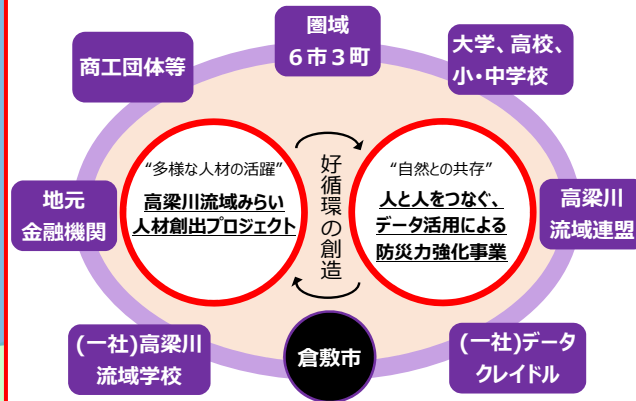 圏域
6市3町
商工団体等
大学、高校、
小・中学校
“多様な人材の活躍”
高梁川流域みらい
人材創出プロジェクト
好循環の創造
“自然との共存”
人と人をつなぐ、
データ活用による
防災力強化事業
地元
金融機関
高梁川
流域連盟
(一社)高梁川
流域学校
倉敷市
(一社)データ
クレイドル